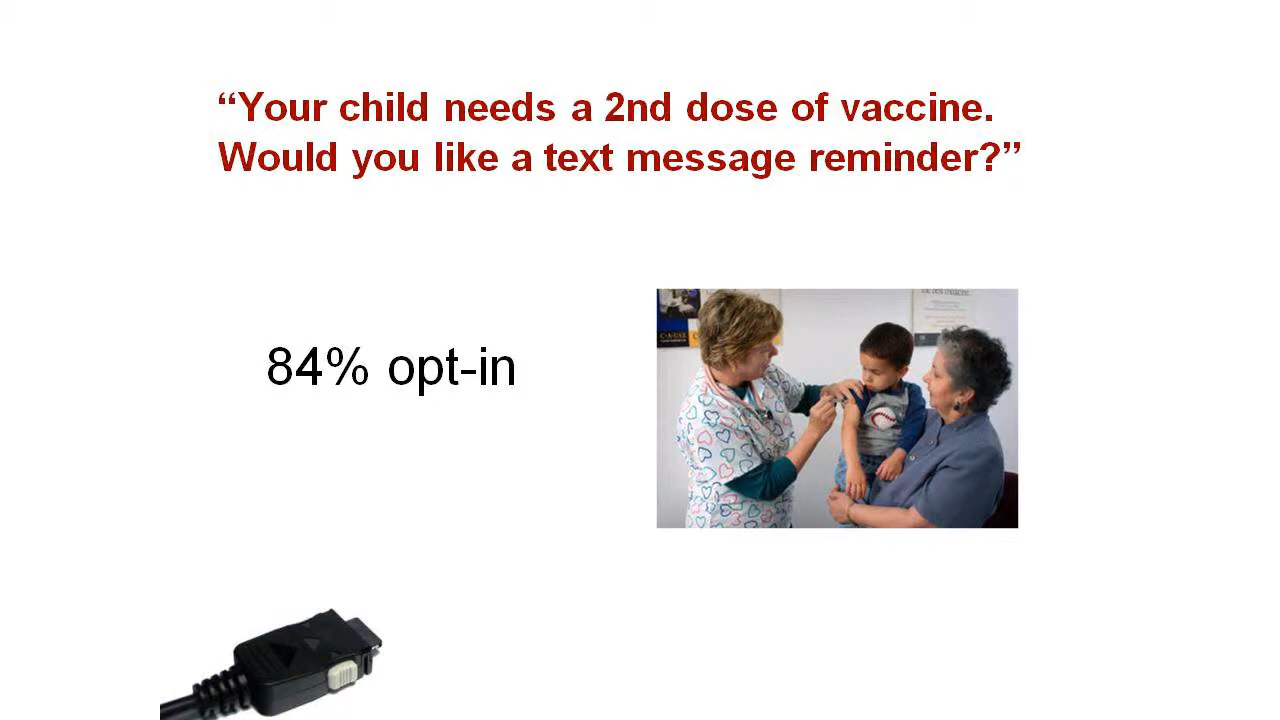 “Your child needs a 2nd dose of vaccine.
Would you like a text message reminder?”
84% opt-in